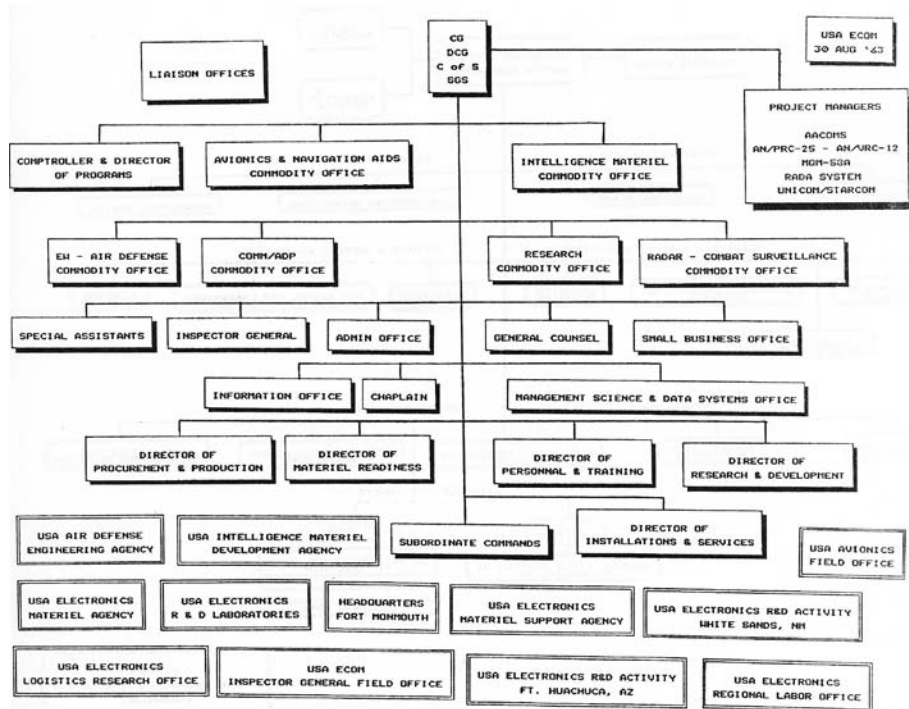 CG
DCG
C of S
SGS
USA ECOM
30 AUG '63
LIAISON OFFICES
PROJECT MANAGERS
AACOMS
AN/PRC-25 - AN/VRC-12
MGM-58A
RADA SYSTEM
UNICOM/STARCOM
COMPTROLLER & DIRECTOR
OF PROGRAMS
AVIONICS & NAVIGATION AIDS
COMMODITY OFFICE
INTELLIGENCE MATERIEL
COMMODITY OFFICE
EW - AIR DEFENSE
COMMODITY OFFICE
COMM/ADP
COMMODITY OFFICE
RESEARCH
COMMODITY OFFICE
RADAR - COMBAT SURVEILLANCE
COMMODITY OFFICE
SPECIAL ASSISTANTS
INSPECTOR GENERAL
ADMIN OFFICE
GENERAL COUNSEL
SMALL BUSINESS OFFICE
INFORMATION OFFICE
CHAPLAIN
MANAGEMENT SCIENCE & DATA SYSTEMS OFFICE
DIRECTOR OF
PROCUREMENT & PRODUCTION
DIRECTOR OF
MATERIEL READINESS
DIRECTOR OF
PERSONNAL & TRAINING
DIRECTOR OF
RESEARCH & DEVELOPMENT
USA AIR DEFENSE
ENGINEERING AGENCY
USA INTELLIGENCE MATERIEL
DEVELOPMENT AGENCY
SUBORDINATE COMMANDS
DIRECTOR OF
INSTALLATIONS & SERVICES
USA AVIONICS
FIELD OFFICE
USA ELECTRONICS
MATERIEL AGENCY
USA ELECTRONICS
R & D LABORATORIES
HEADQUARTERS
FORT MONMOUTH
USA ELECTRONICS
MATERIEL SUPPORT AGENCY
USA ELECTRONICS R&D ACTIVITY
WHITE SANDS, NM
USA ELECTRONICS
LOGISTICS RESEARCH OFFICE
USA ECOM
INSPECTOR GENERAL FIELD OFFICE
USA ELECTRONICS R&D ACTIVITY
FT. HUACHUCA, AZ
USA ELECTRONICS
REGIONAL LABOR OFFICE